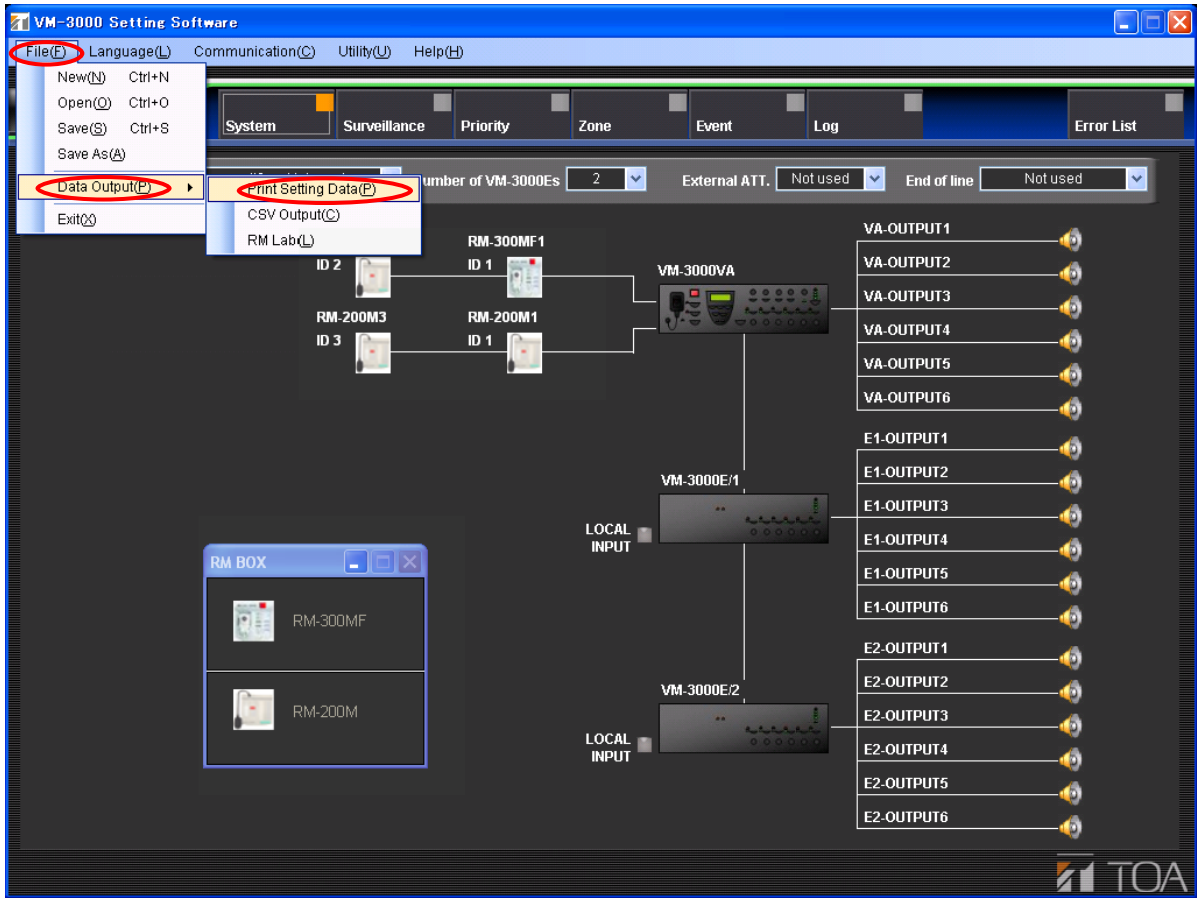 VM-3000 Setting Software
File(F) Language(L) Communication(C) Utility(U) Help(H)
New(N) Ctrl+N
Open(O) Ctrl+O
Save(S) Ctrl+S
Save As(A)
Data Output(P)
Exit(X)
Print Setting Data(P)
CSV Output(C)
RM Labl(L)
System Surveillance Priority Zone Event Log Error List
umber of VM-3000Es 2 External ATT. Not used End of line Not used
RM-300MF1
ID 2 ID 1
RM-200M3 RM-200M1
ID 3 ID 1
VM-3000VA
VA-OUTPUT1
VA-OUTPUT2
VA-OUTPUT3
VA-OUTPUT4
VA-OUTPUT5
VA-OUTPUT6
VM-3000E/1
LOCAL INPUT
E1-OUTPUT1
E1-OUTPUT2
E1-OUTPUT3
E1-OUTPUT4
E1-OUTPUT5
E1-OUTPUT6
RM BOX
RM-300MF
RM-200M
VM-3000E/2
LOCAL INPUT
E2-OUTPUT1
E2-OUTPUT2
E2-OUTPUT3
E2-OUTPUT4
E2-OUTPUT5
E2-OUTPUT6
TOA